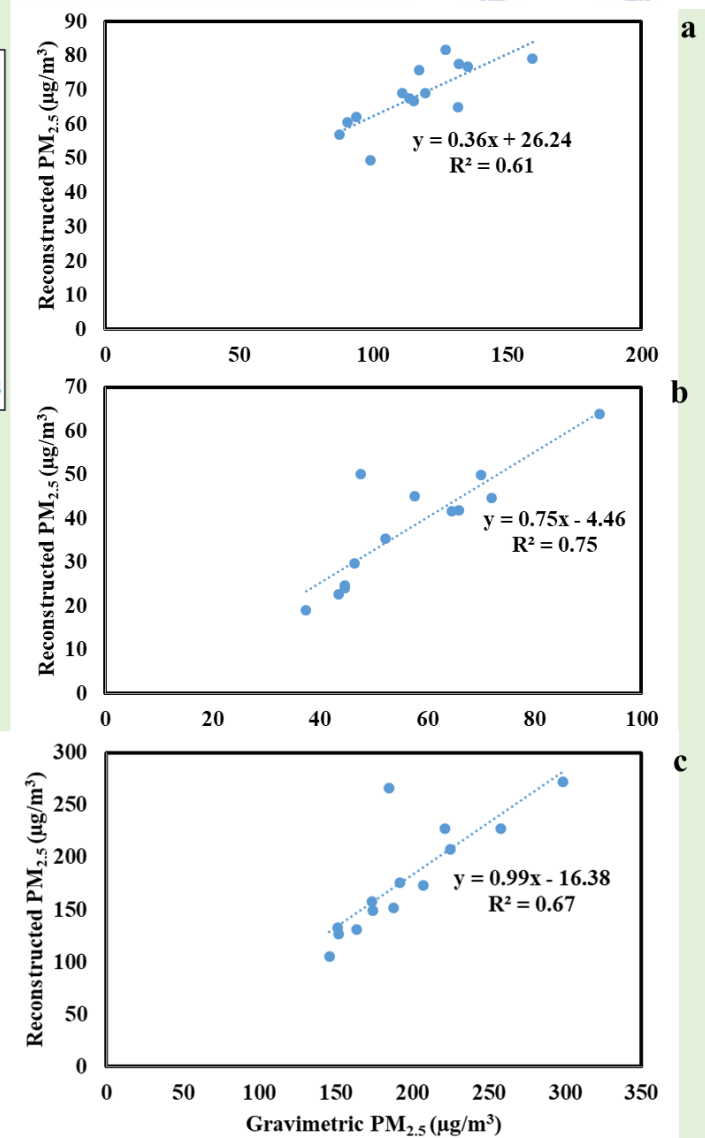 a
90
80
70
60
50
40
30
20
10
0
Reconstructed PM2.5 (µg/m³)
y = 0.36x + 26.24
R² = 0.61
0 50 100 150 200
b
70
60
50
40
30
20
10
0
Reconstructed PM2.5 (µg/m³)
y = 0.75x - 4.46
R² = 0.75
0 20 40 60 80 100
c
300
250
200
150
100
50
0
Reconstructed PM2.5 (µg/m³)
y = 0.99x - 16.38
R² = 0.67
0 50 100 150 200 250 300 350
Gravimetric PM2.5 (µg/m³)